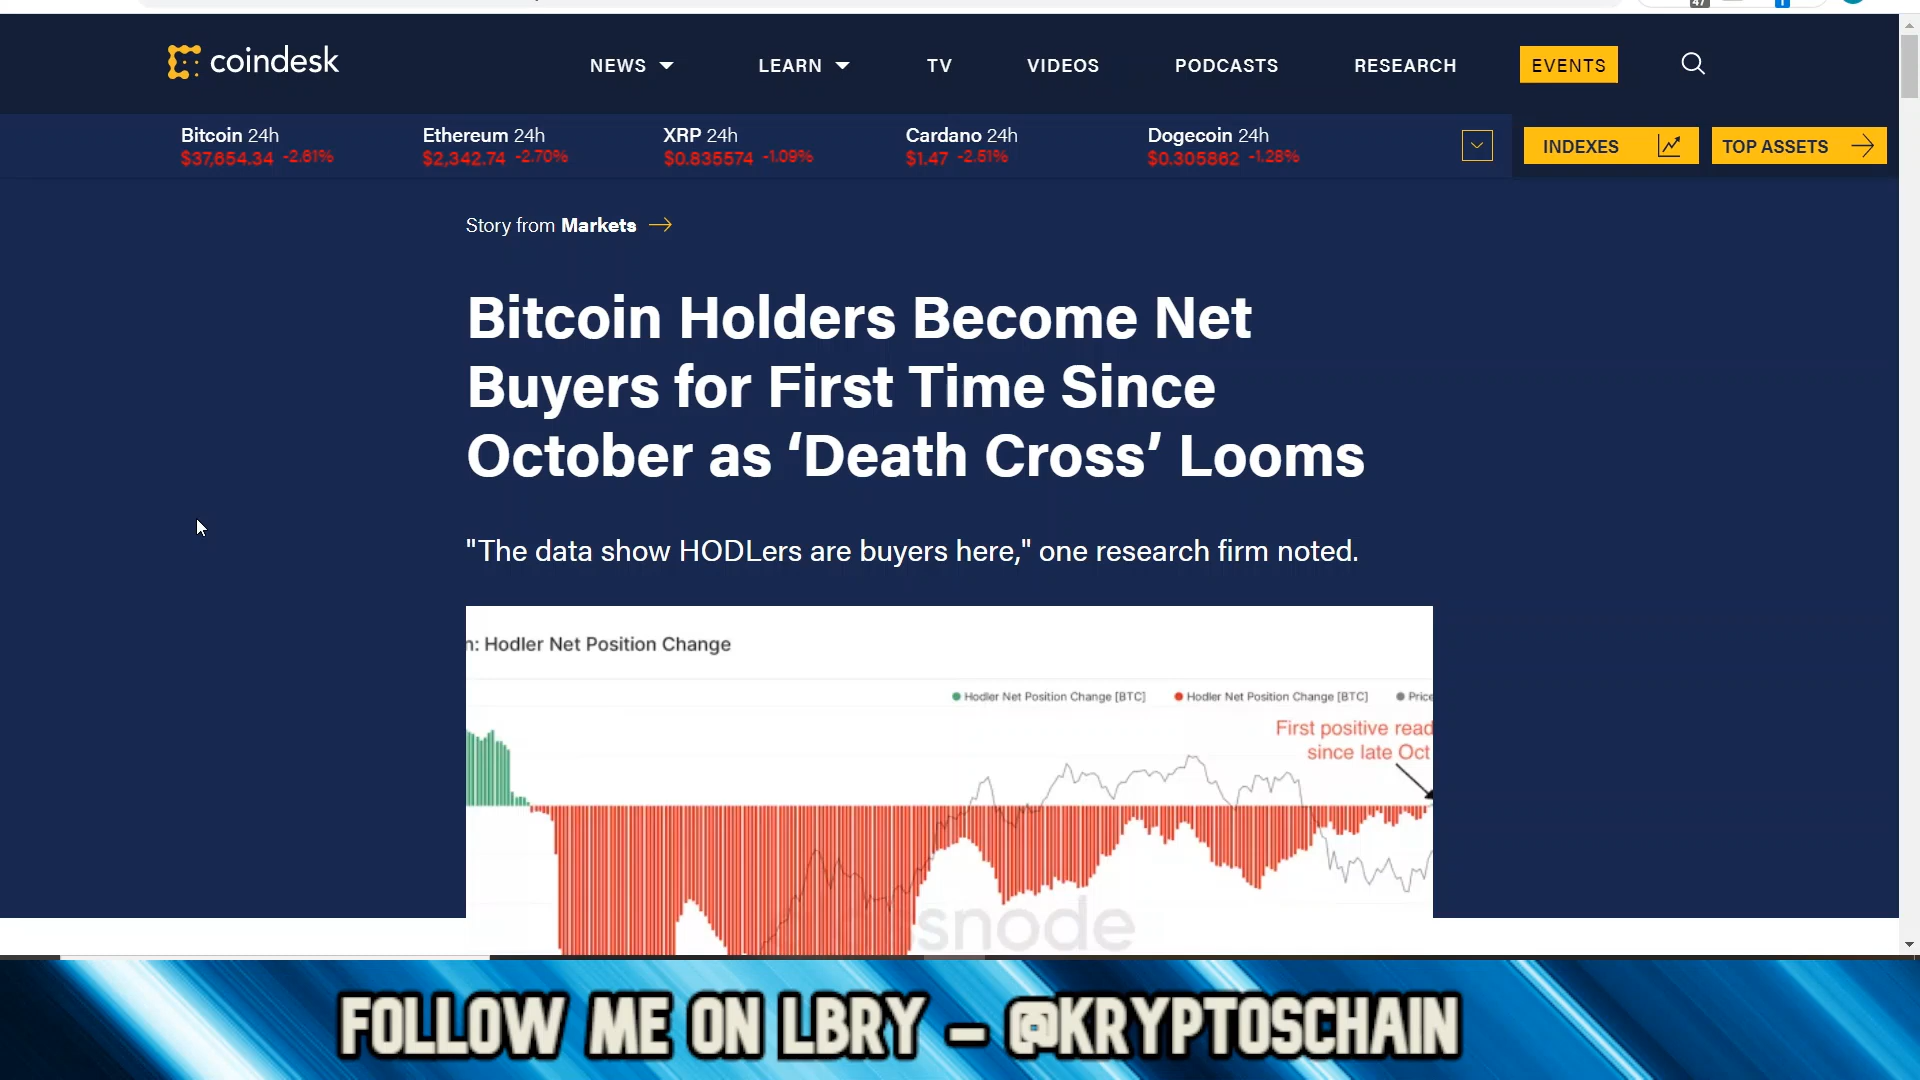 47
coindesk
NEWS
LEARN
TV
VIDEOS
PODCASTS
RESEARCH
EVENTS
Bitcoin 24h
$37,654.34 -2.61%
Ethereum 24h
$2,342.74 -2.70%
XRP 24h
$0.835574 -1.09%
Cardano 24h
$1.47 -2.51%
Dogecoin 24h
$0.305862 -1.28%
INDEXES
TOP ASSETS
Story from Markets
Bitcoin Holders Become Net
Buyers for First Time Since
October as ‘Death Cross’ Looms
"The data show HODLers are buyers here," one research firm noted.
n: Hodler Net Position Change
Hodler Net Position Change [BTC]
Hodler Net Position Change [BTC]
Price
First positive read
since late Oct
ssnode
FOLLOW ME ON LBRY – @KRYPTOSCHAIN